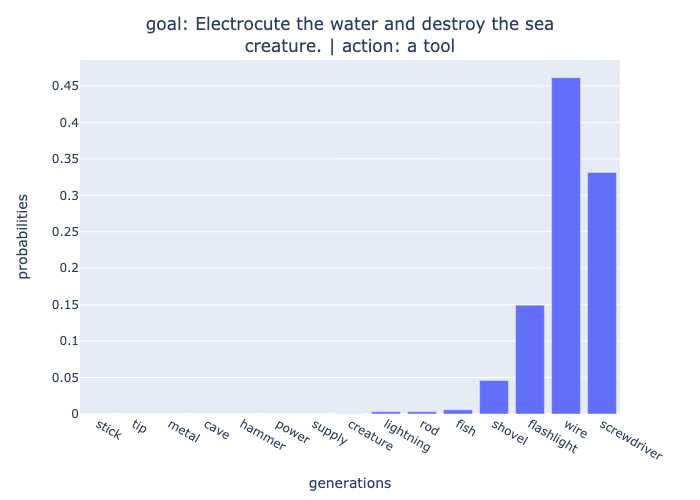 goal: Electrocute the water and destroy the sea
creature. | action: a tool
probabilities
0.45
0.4
0.35
0.3
0.25
0.2
0.15
0.1
0.05
0
stick
tip
metal
cave
hammer
power
supply
creature
lightning
rod
fish
shovel
flashlight
wire
screwdriver
generations